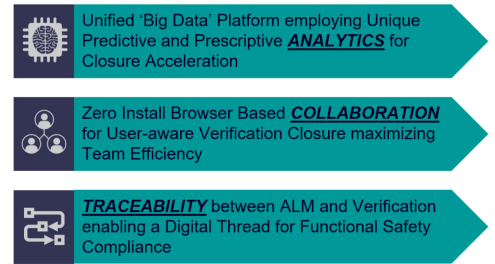 Unified ‘Big Data’ Platform employing Unique
Predictive and Prescriptive ANALYTICS for
Closure Acceleration
Zero Install Browser Based COLLABORATION
for User-aware Verification Closure maximizing
Team Efficiency
TRACEABILITY between ALM and Verification
enabling a Digital Thread for Functional Safety
Compliance